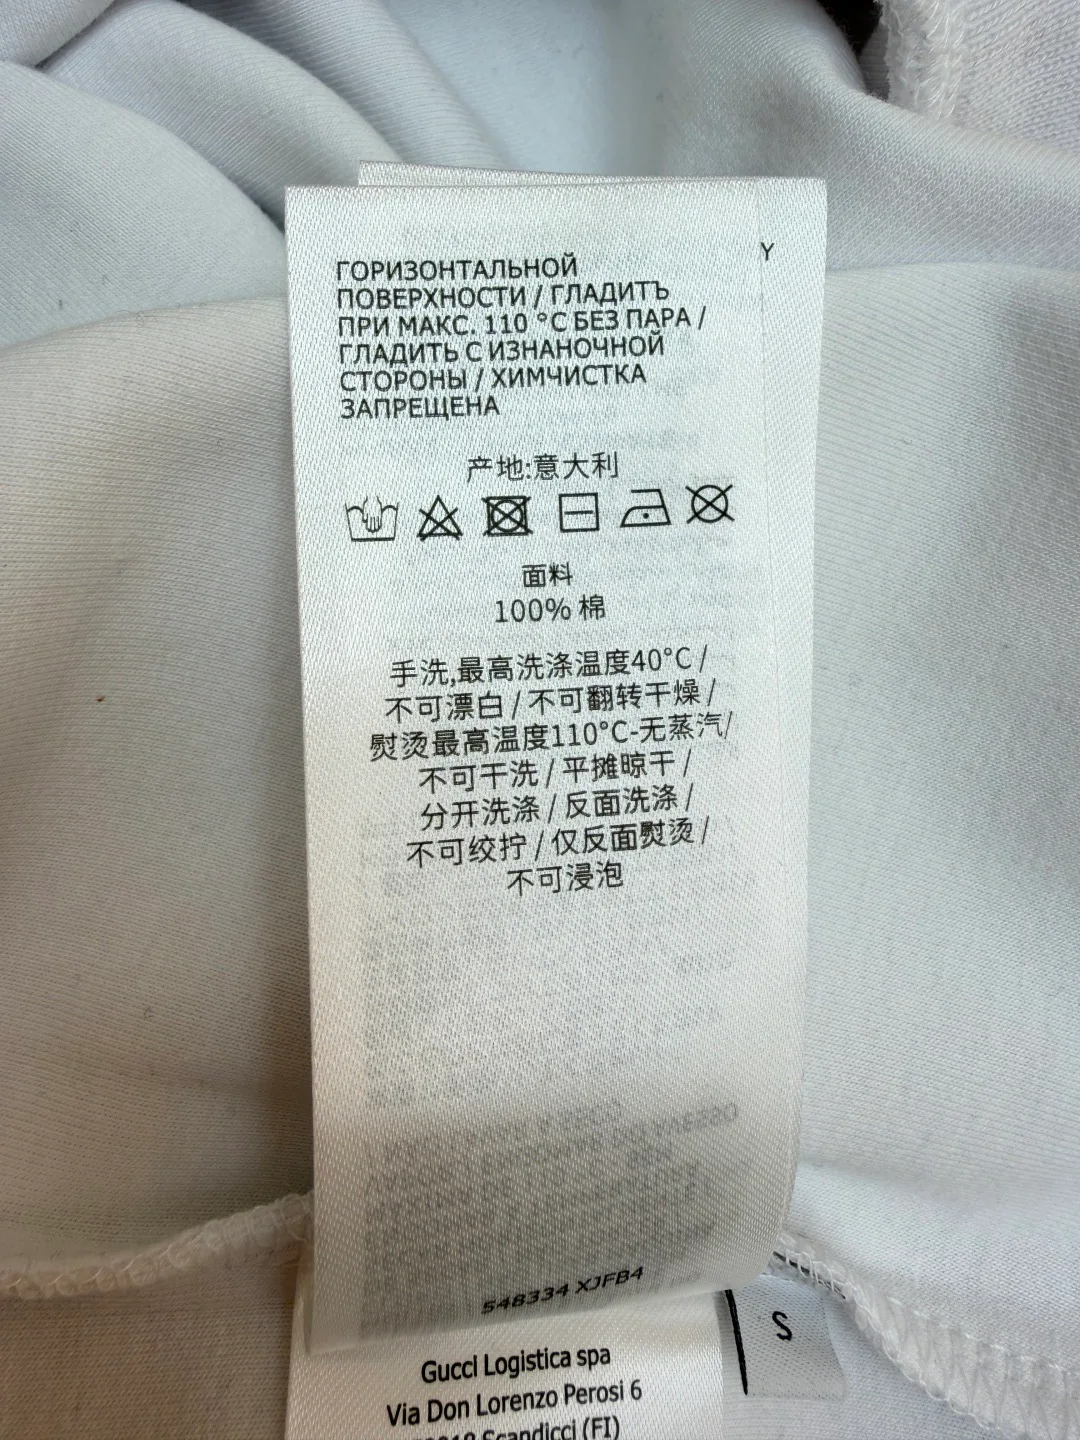 Y
ГОРИЗОНТАЛЬНОЙ
ПОВЕРХНОСТИ / ГЛАДИТЪ
ПРИ МАКС. 110 °C БЕЗ ПАРА /
ГЛАДИТЬ С ИЗНАНОЧНОЙ
СТОРОНЫ / ХИМЧИСТКА
ЗАПРЕЩЕНА
产地:意大利
面料
100% 棉
手洗,最高洗涤温度40°C /
不可漂白 / 不可翻转干燥 /
熨烫最高温度110°C-无蒸汽/
不可干洗 / 平摊晾干 /
分开洗涤 / 反面洗涤 /
不可绞拧 / 仅反面熨烫 /
不可浸泡
548334 XJFB4
S
Gucci Logistica spa
Via Don Lorenzo Perosi 6
Scandicci (FI)